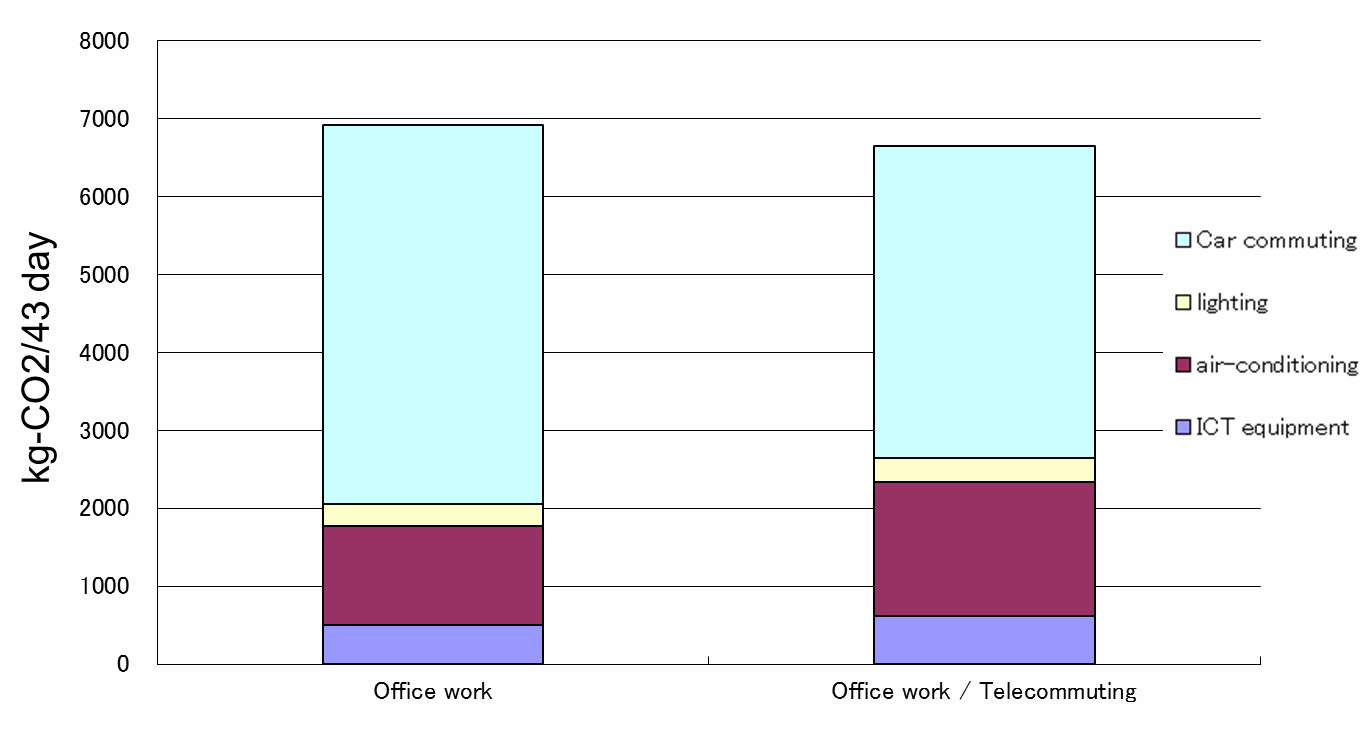 8000
7000
6000
5000
4000
3000
2000
1000
0
kg-CO2/43 day
Office work
Office work / Telecommuting
Car commuting
lighting
air-conditioning
ICT equipment